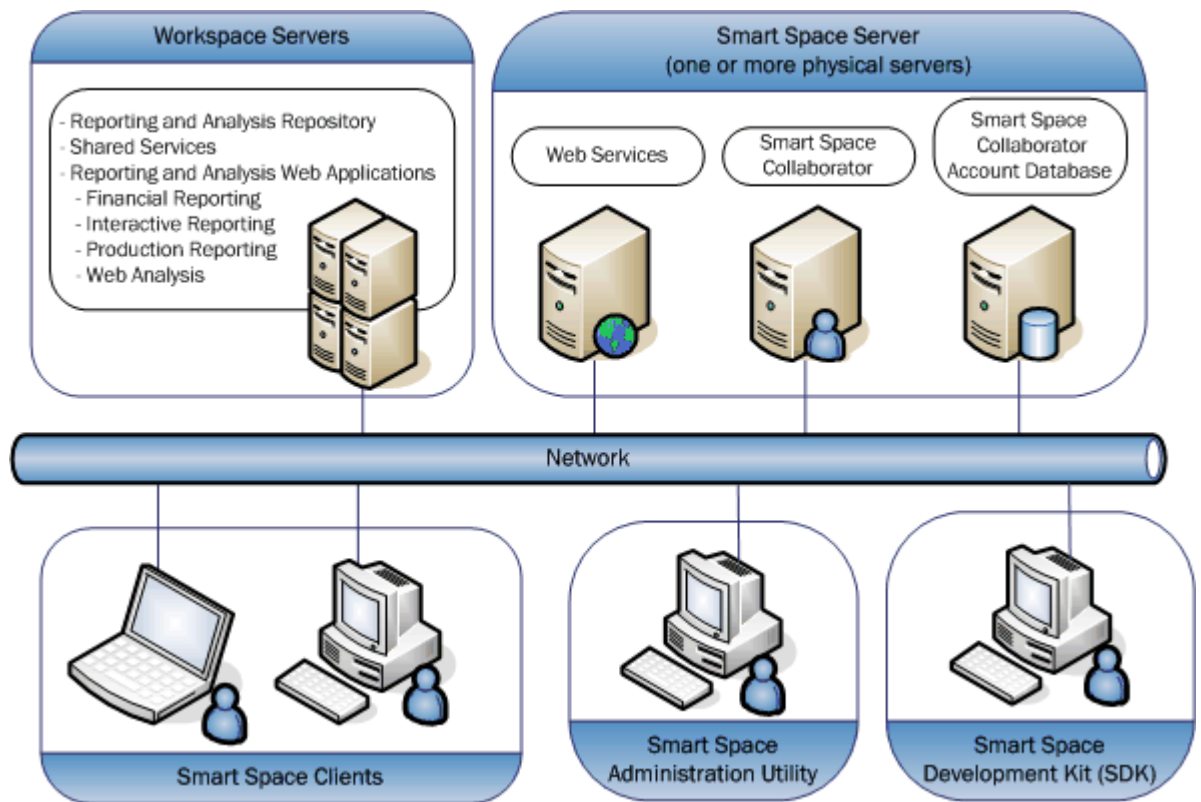 Workspace Servers
- Reporting and Analysis Repository
- Shared Services
- Reporting and Analysis Web Applications
- Financial Reporting
- Interactive Reporting
- Production Reporting
- Web Analysis
Smart Space Server
(one or more physical servers)
Web Services
Smart Space
Collaborator
Smart Space
Collaborator
Account Database
Network
Smart Space Clients
Smart Space
Administration Utility
Smart Space
Development Kit (SDK)